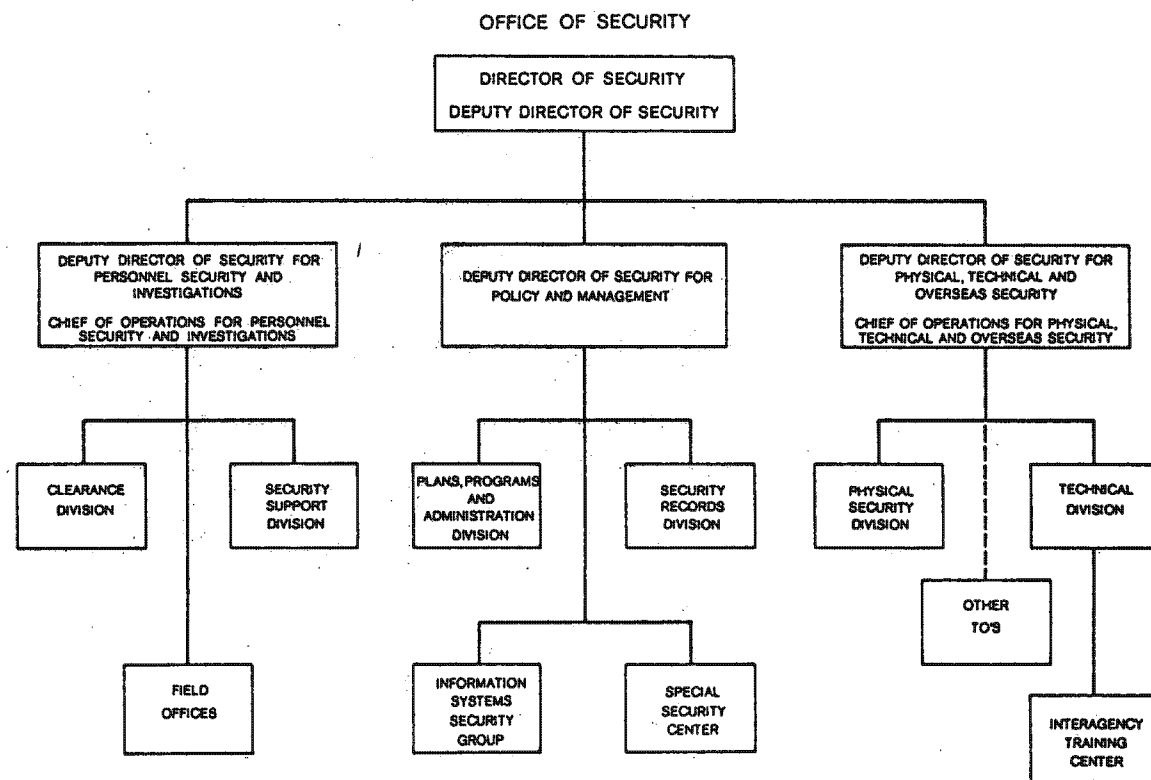 OFFICE OF SECURITY
DIRECTOR OF SECURITY
DEPUTY DIRECTOR OF SECURITY
DEPUTY DIRECTOR OF SECURITY FOR
PERSONNEL SECURITY AND
INVESTIGATIONS
CHIEF OF OPERATIONS FOR PERSONNEL
SECURITY AND INVESTIGATIONS
DEPUTY DIRECTOR OF SECURITY FOR
POLICY AND MANAGEMENT
DEPUTY DIRECTOR OF SECURITY FOR
PHYSICAL, TECHNICAL AND
OVERSEAS SECURITY
CHIEF OF OPERATIONS FOR PHYSICAL,
TECHNICAL AND OVERSEAS SECURITY
CLEARANCE
DIVISION
SECURITY
SUPPORT
DIVISION
PLANS, PROGRAMS
AND
ADMINISTRATION
DIVISION
SECURITY
RECORDS
DIVISION
PHYSICAL
SECURITY
DIVISION
TECHNICAL
DIVISION
OTHER
TO'S
FIELD
OFFICES
INFORMATION
SYSTEMS
SECURITY
GROUP
SPECIAL
SECURITY
CENTER
INTERAGENCY
TRAINING
CENTER